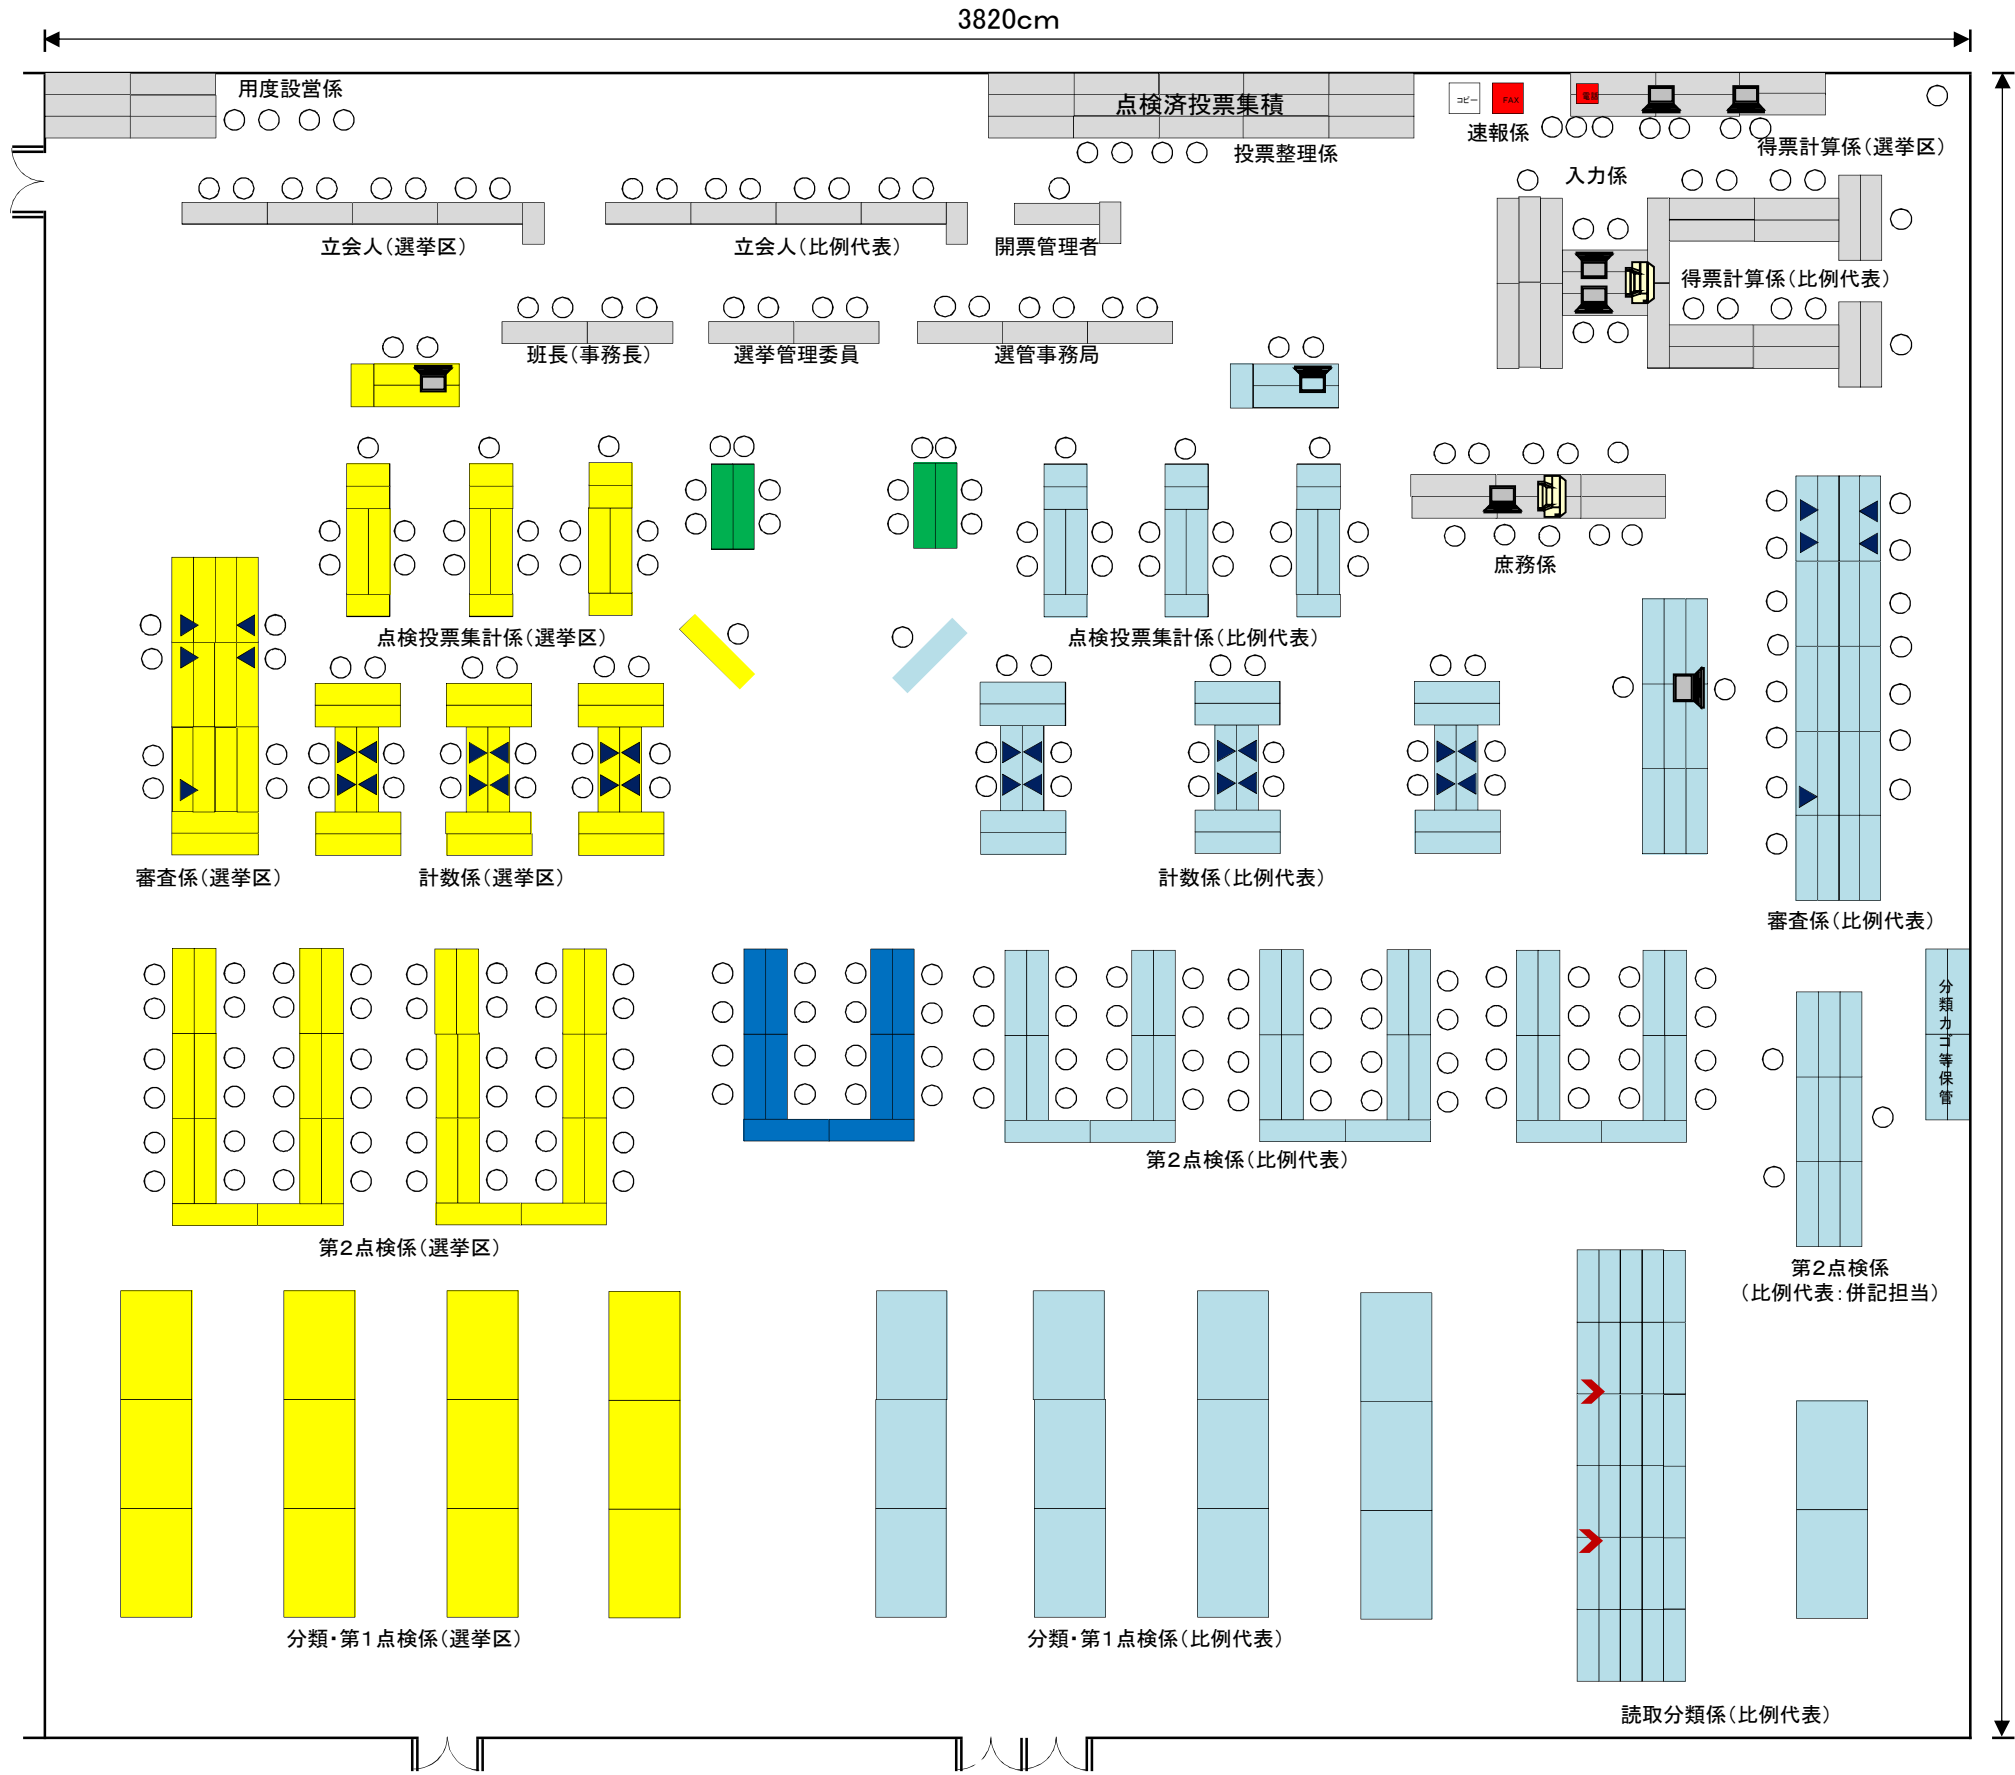 3820cm
用度設営係
点検済投票集積
コピー
FAX
電話
速報係
投票整理係
得票計算係(選挙区)
入力係
立会人(選挙区)
立会人(比例代表)
開票管理者
得票計算係(比例代表)
班長(事務長)
選挙管理委員
選管事務局
庶務係
点検投票集計係(選挙区)
点検投票集計係(比例代表)
審査係(選挙区)
計数係(選挙区)
計数係(比例代表)
審査係(比例代表)
分類カゴ等保管
第2点検係(比例代表)
第2点検係(選挙区)
第2点検係
(比例代表:併記担当)
分類・第1点検係(選挙区)
分類・第1点検係(比例代表)
読取分類係(比例代表)